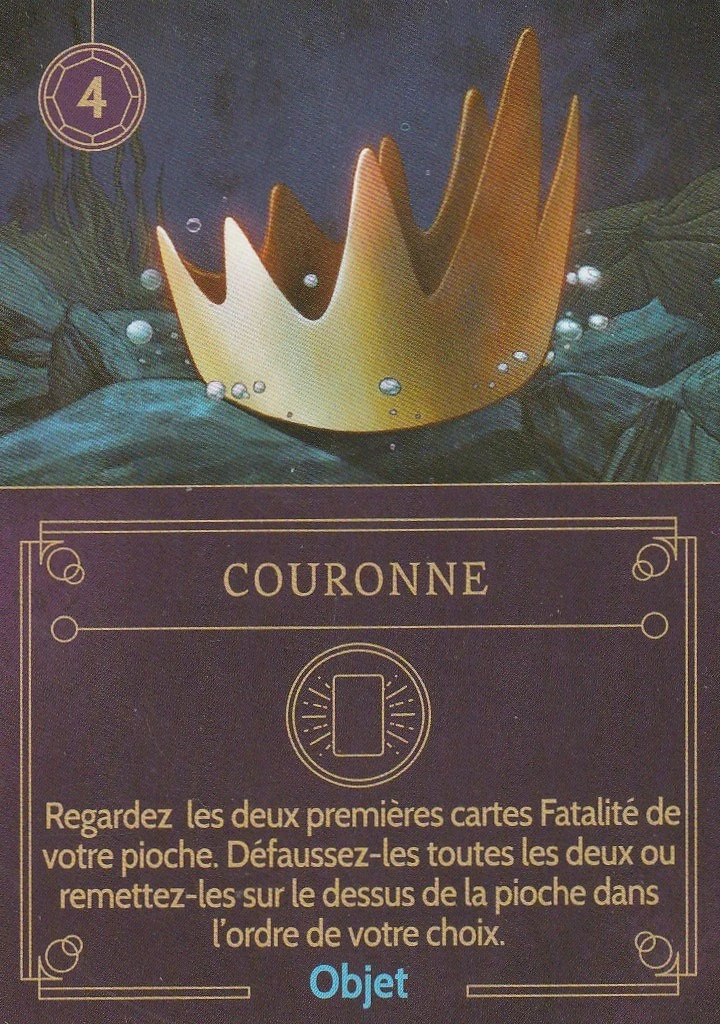 4
COURONNE
Regardez les deux premières cartes Fatalité de
votre pioche. Défaussez-les toutes les deux ou
remettez-les sur le dessus de la pioche dans
l'ordre de votre choix.
Objet